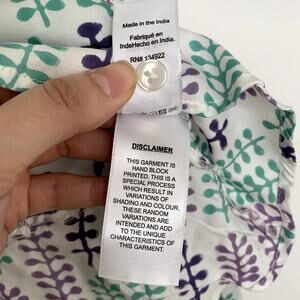 Made in the India
Fabriqué en
IndeHecho en India.
RN# 134922
DISCLAIMER
THIS GARMENT IS
HAND BLOCK
PRINTED. THIS IS A
SPECIAL PROCESS
WHICH RESULT IN
VARIATIONS OF
SHADING AND COLOUR.
THESE RANDOM
VARIATIONS ARE
INTENDED AND ADD
TO THE UNIQUE
CHARACTERISTICS OF
THIS GARMENT.